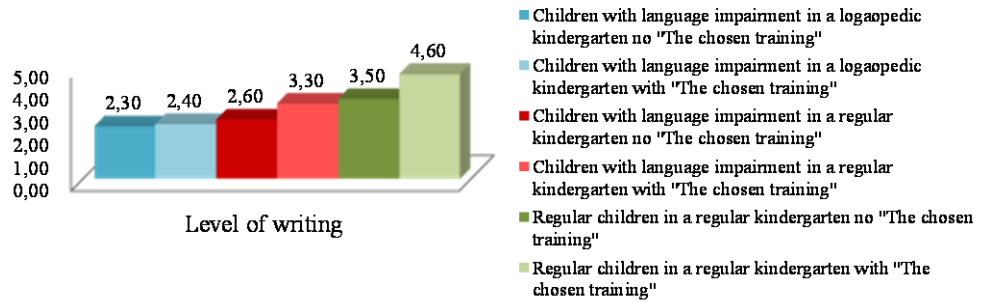 5,00
4,00
3,00
2,00
1,00
0,00
2,30
2,40
2,60
3,30
3,50
4,60
Level of writing
Children with language impairment in a logaopedic
kindergarten no "The chosen training"
Children with language impairment in a logaopedic
kindergarten with "The chosen training"
Children with language impairment in a regular
kindergarten no "The chosen training"
Children with language impairment in a regular
kindergarten with "The chosen training"
Regular children in a regular kindergarten no "The chosen
training"
Regular children in a regular kindergarten with "The
chosen training"